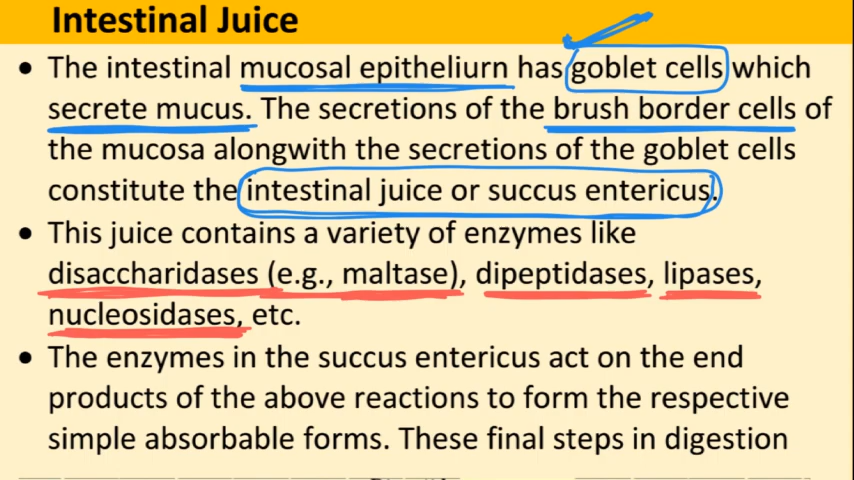 Intestinal Juice
• The intestinal mucosal epitheliurn has goblet cells which
secrete mucus. The secretions of the brush border cells of
the mucosa alongwith the secretions of the goblet cells
constitute the intestinal juice or succus entericus.
• This juice contains a variety of enzymes like
disaccharidases (e.g., maltase), dipeptidases, lipases,
nucleosidases, etc.
• The enzymes in the succus entericus act on the end
products of the above reactions to form the respective
simple absorbable forms. These final steps in digestion